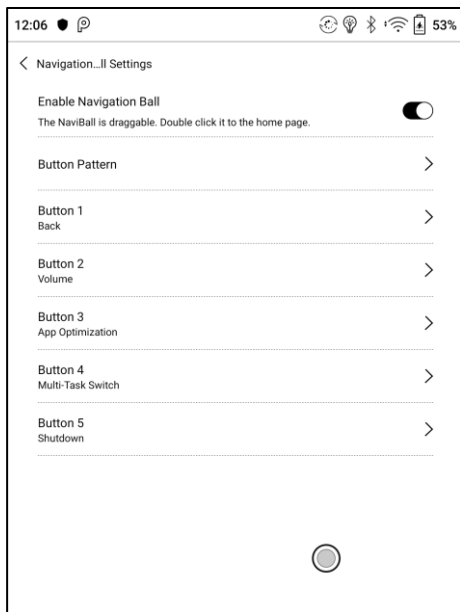 12:06 53%
Navigation...ll Settings
Enable Navigation Ball
The NaviBall is draggable. Double click it to the home page.
Button Pattern
Button 1
Back
Button 2
Volume
Button 3
App Optimization
Button 4
Multi-Task Switch
Button 5
Shutdown